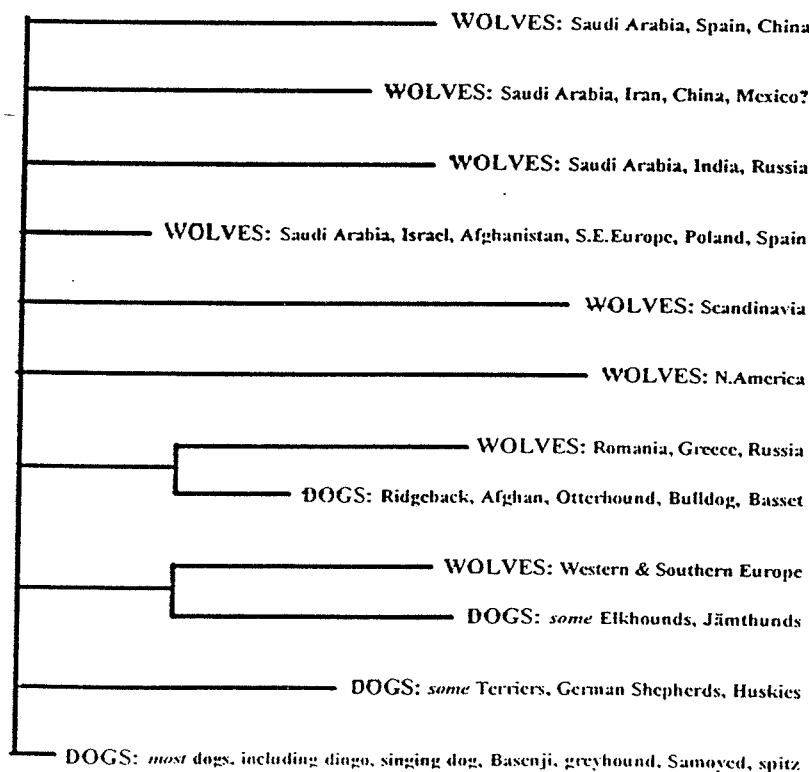 WOLVES: Saudi Arabia, Spain, China
WOLVES: Saudi Arabia, Iran, China, Mexico?
WOLVES: Saudi Arabia, India, Russia
WOLVES: Saudi Arabia, Israel, Afghanistan, S.E.Europe, Poland, Spain
WOLVES: Scandinavia
WOLVES: N.America
WOLVES: Romania, Greece, Russia
DOGS: Ridgeback, Afghan, Otterhound, Bulldog, Basset
WOLVES: Western & Southern Europe
DOGS: some Elkhounds, Jämthunds
DOGS: some Terriers, German Shepherds, Huskies
DOGS: most dogs, including dingo, singing dog, Basenji, greyhound, Samoyed, spitz